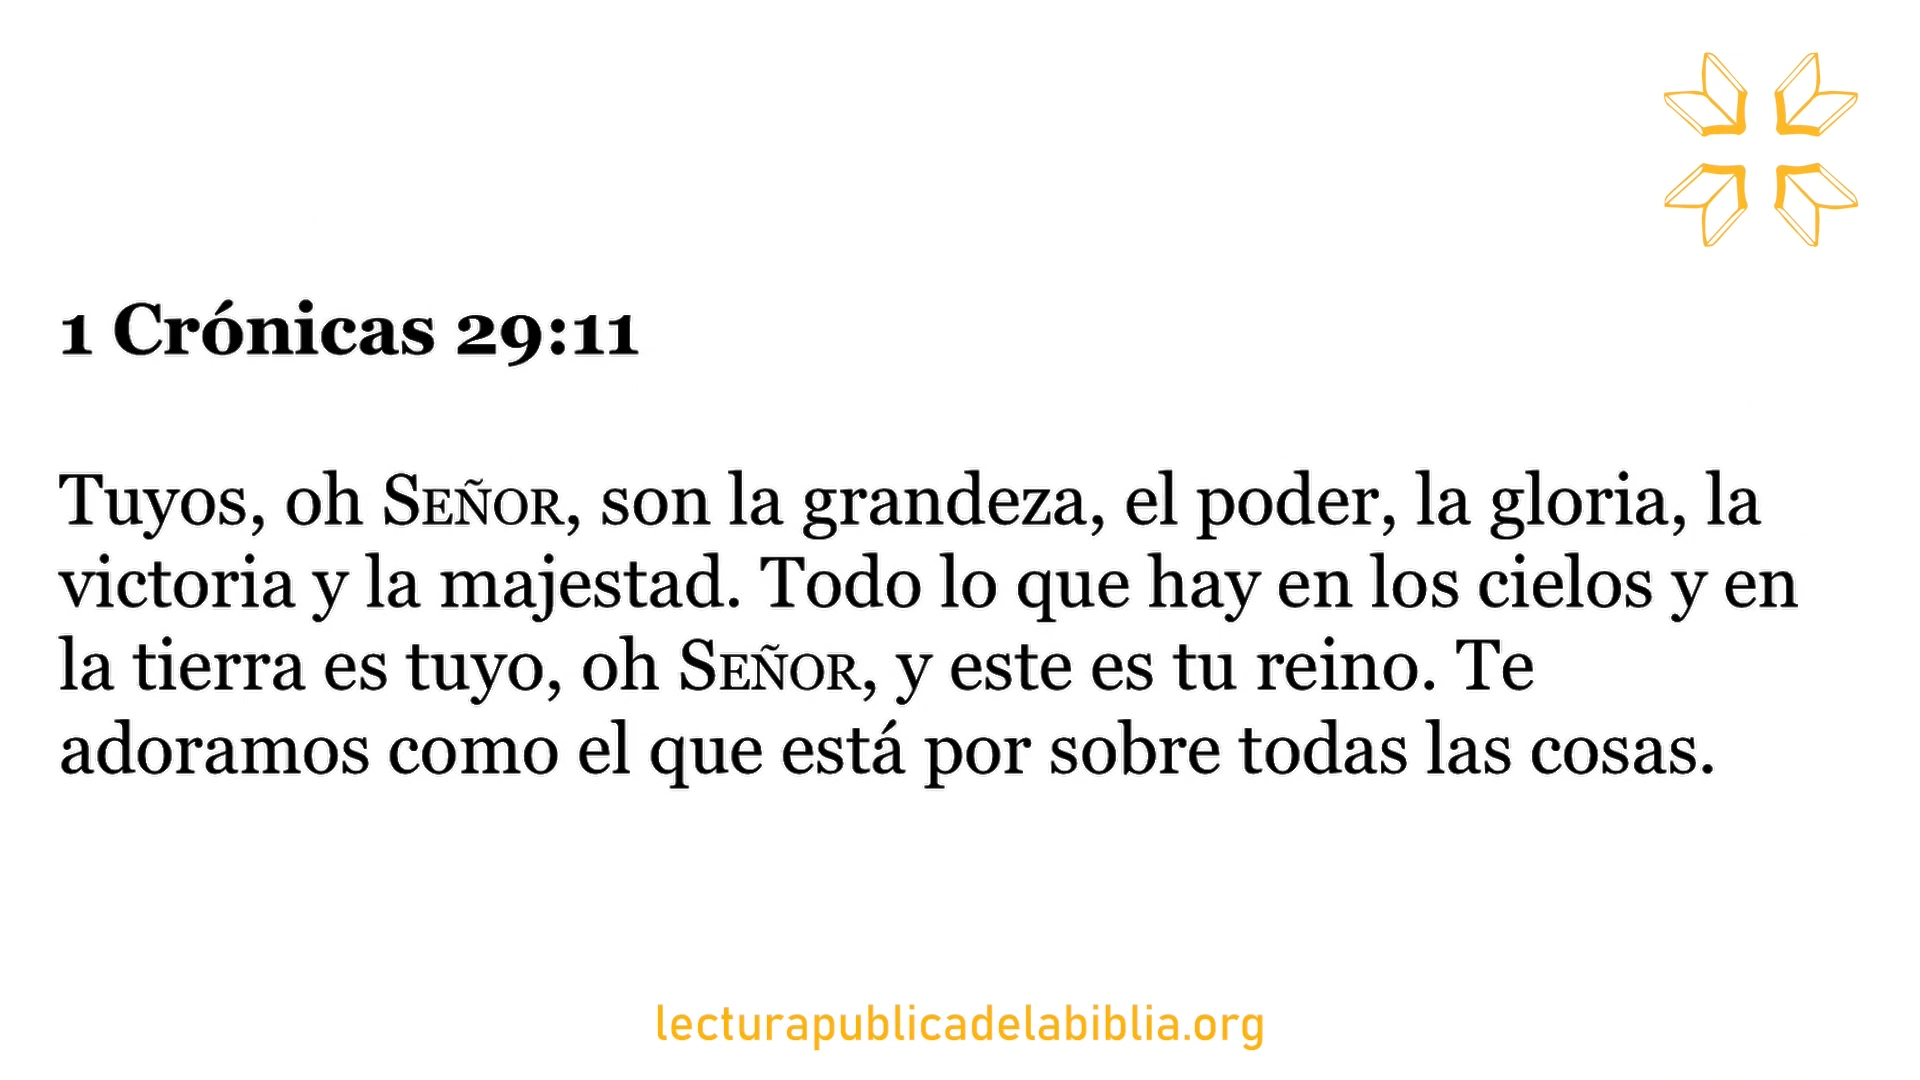 1 Crónicas 29:11
Tuyos, oh SEÑOR, son la grandeza, el poder, la gloria, la
victoria y la majestad. Todo lo que hay en los cielos y en
la tierra es tuyo, oh SEÑOR, y este es tu reino. Te
adoramos como el que está por sobre todas las cosas.
lecturapublicadelabiblia.org